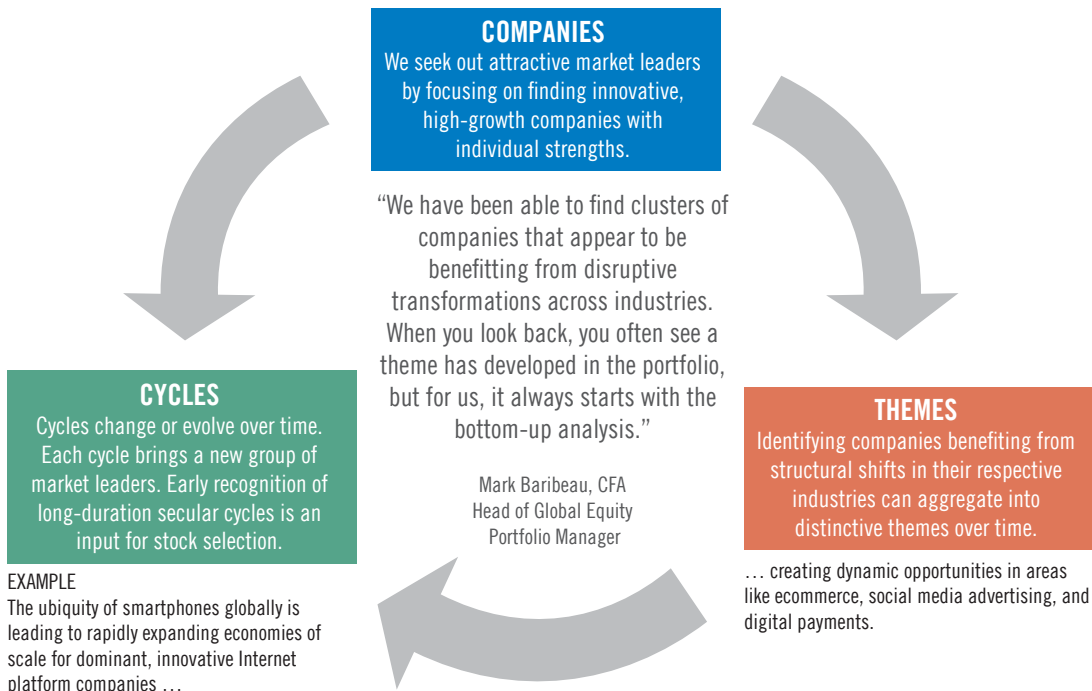 COMPANIES
We seek out attractive market leaders
by focusing on finding innovative,
high-growth companies with
individual strengths.
“We have been able to find clusters of
companies that appear to be
benefitting from disruptive
transformations across industries.
When you look back, you often see a
theme has developed in the portfolio,
but for us, it always starts with the
bottom-up analysis.”
Mark Baribeau, CFA
Head of Global Equity
Portfolio Manager
CYCLES
Cycles change or evolve over time.
Each cycle brings a new group of
market leaders. Early recognition of
long-duration secular cycles is an
input for stock selection.
EXAMPLE
The ubiquity of smartphones globally is
leading to rapidly expanding economies of
scale for dominant, innovative Internet
platform companies …
THEMES
Identifying companies benefiting from
structural shifts in their respective
industries can aggregate into
distinctive themes over time.
… creating dynamic opportunities in areas
like ecommerce, social media advertising, and
digital payments.